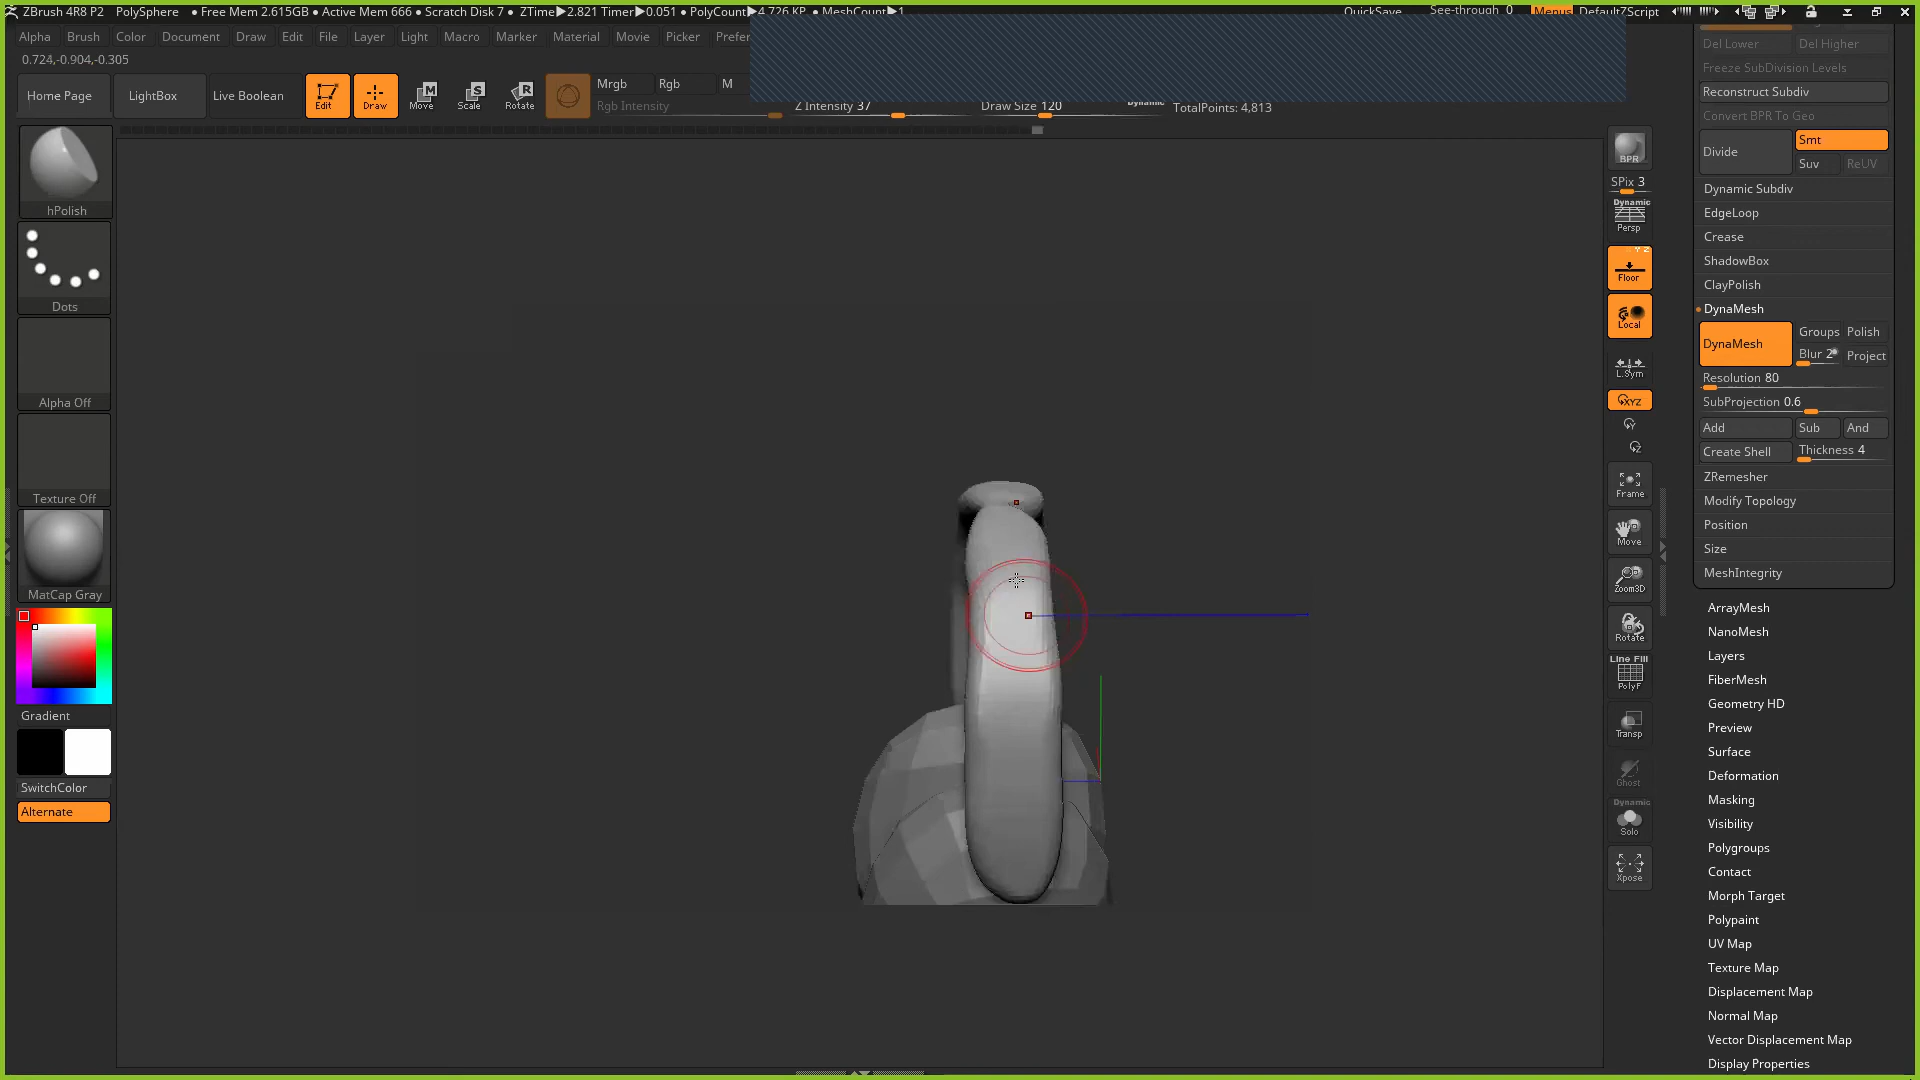 ZBrush 4R8 P2 PolySphere ● Free Mem 2.615GB ● Active Mem 666 ● Scratch Disk 7 ● ZTime▶2.821 Timer▶0.051 ● PolyCount▶4.726 KP ● MeshCount▶1 QuickSave See-through 0 Menus DefaultZScript
Alpha Brush Color Document Draw Edit File Layer Light Macro Marker Material Movie Picker Prefer
0.724,-0.904,-0.305
Home Page LightBox Live Boolean Edit Draw Move Scale Rotate Mrgb Rgb M
Rgb Intensity Z Intensity 37 Draw Size 120 Dynamic TotalPoints: 4,813
hPolish
Dots
Alpha Off
Texture Off
MatCap Gray
Gradient
SwitchColor
Alternate
BPR
SPix 3
Dynamic
Persp
Floor
Local
L.Sym
XYZ
Y
Z
Frame
Move
Zoom3D
Rotate
Line Fill
PolyF
Transp
Ghost
Dynamic
Solo
Xpose
Del Lower Del Higher
Freeze SubDivision Levels
Reconstruct Subdiv
Convert BPR To Geo
Divide Smt
Suv ReUV
Dynamic Subdiv
EdgeLoop
Crease
ShadowBox
ClayPolish
DynaMesh
DynaMesh Groups Polish
Blur 2 Project
Resolution 80
SubProjection 0.6
Add Sub And
Create Shell Thickness 4
ZRemesher
Modify Topology
Position
Size
MeshIntegrity
ArrayMesh
NanoMesh
Layers
FiberMesh
Geometry HD
Preview
Surface
Deformation
Masking
Visibility
Polygroups
Contact
Morph Target
Polypaint
UV Map
Texture Map
Displacement Map
Normal Map
Vector Displacement Map
Display Properties